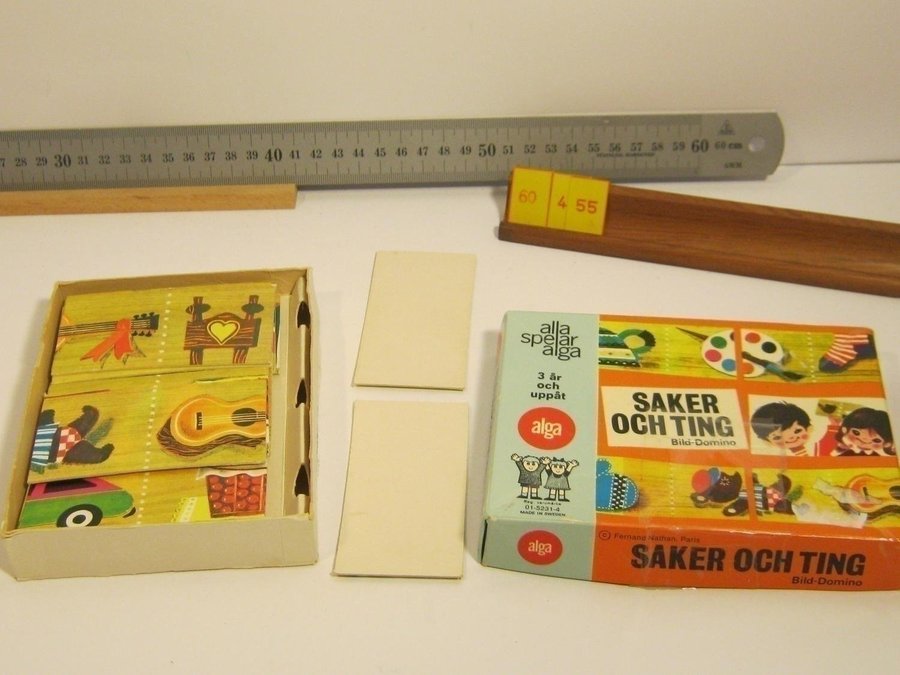 27 28 29 30 31 32 33 34 35 36 37 38 39 40 41 42 43 44 45 46 47 48 49 50 51 52 53 54 55 56 57 58 59 60 60 cm
60 4 55
alla
spelar
alga
3 år
och
uppåt
alga
01-5231-4
MADE IN SWEDEN
alga
SAKER
OCH TING
Bild-Domino
© Fernand Nathan, Paris
SAKER OCH TING
Bild-Domino